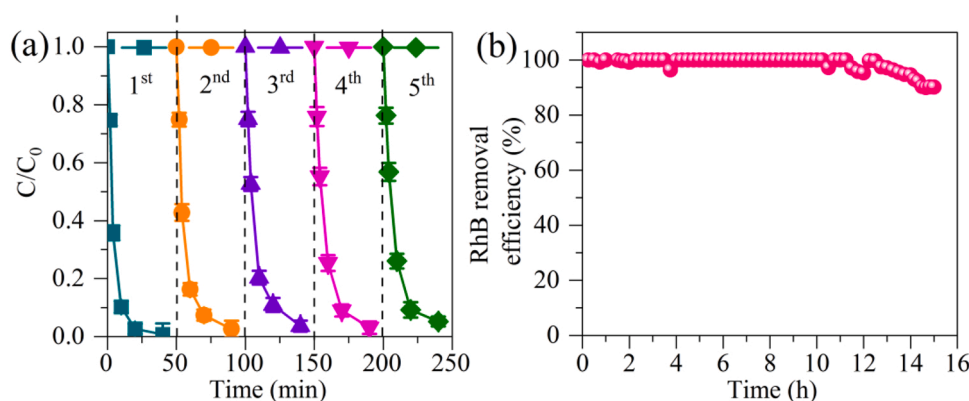 (a)
1.0
0.8
0.6
0.4
0.2
0.0
C/C0
1st
2nd
3rd
4th
5th
0 50 100 150 200 250
Time (min)
(b)
100
80
60
40
20
0
RhB removal
efficiency (%)
0 2 4 6 8 10 12 14 16
Time (h)